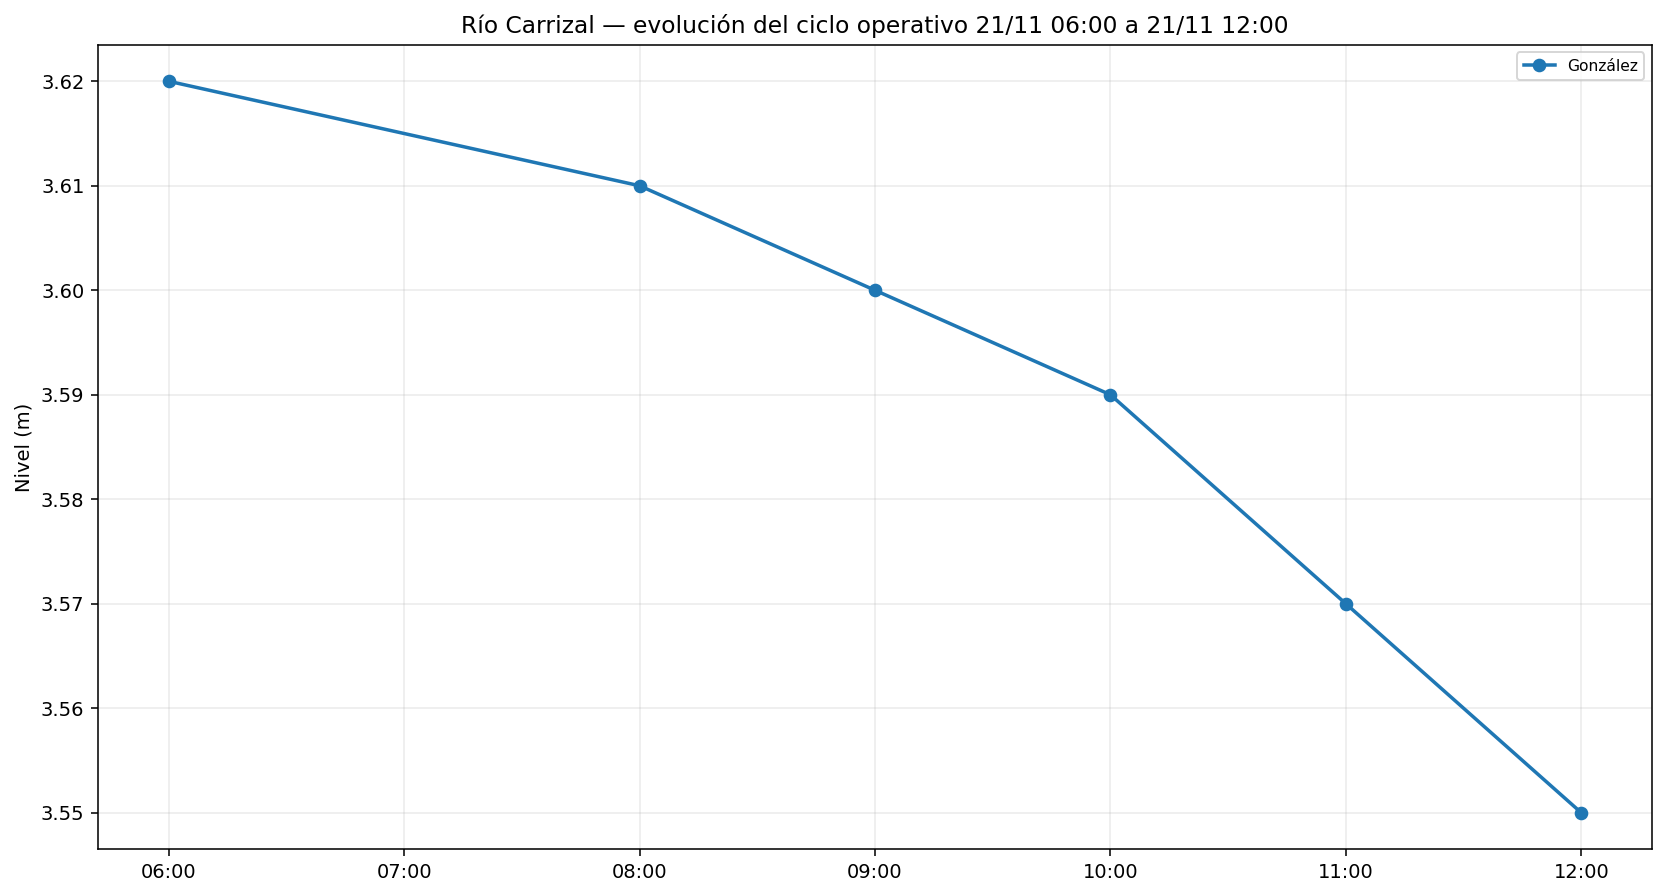 Río Carrizal — evolución del ciclo operativo 21/11 06:00 a 21/11 12:00
González
Nivel (m)
3.62
3.61
3.60
3.59
3.58
3.57
3.56
3.55
06:00 07:00 08:00 09:00 10:00 11:00 12:00